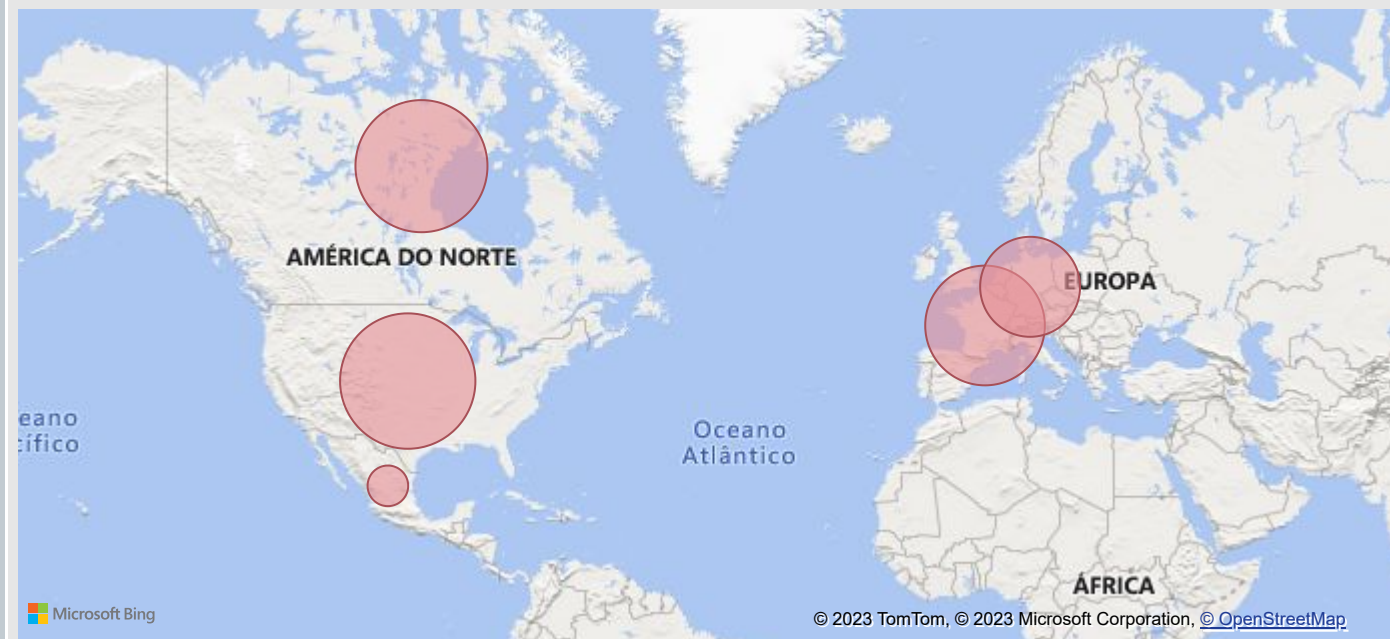 AMÉRICA DO NORTE
EUROPA
eano
cífico
Oceano
Atlântico
ÁFRICA
Microsoft Bing
© 2023 TomTom, © 2023 Microsoft Corporation, © OpenStreetMap